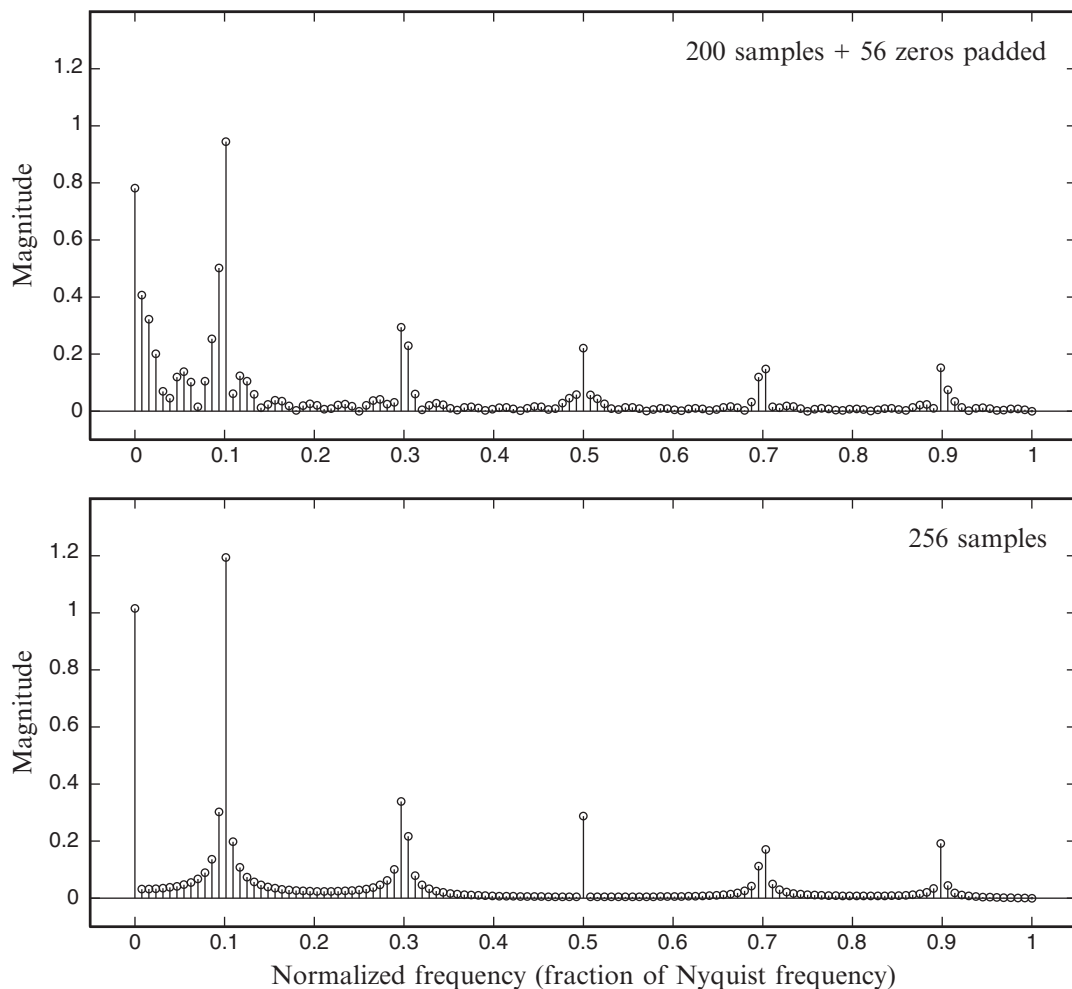 200 samples + 56 zeros padded
1.2
1
0.8
0.6
0.4
0.2
0
Magnitude
0 0.1 0.2 0.3 0.4 0.5 0.6 0.7 0.8 0.9 1
256 samples
1.2
1
0.8
0.6
0.4
0.2
0
Magnitude
0 0.1 0.2 0.3 0.4 0.5 0.6 0.7 0.8 0.9 1
Normalized frequency (fraction of Nyquist frequency)